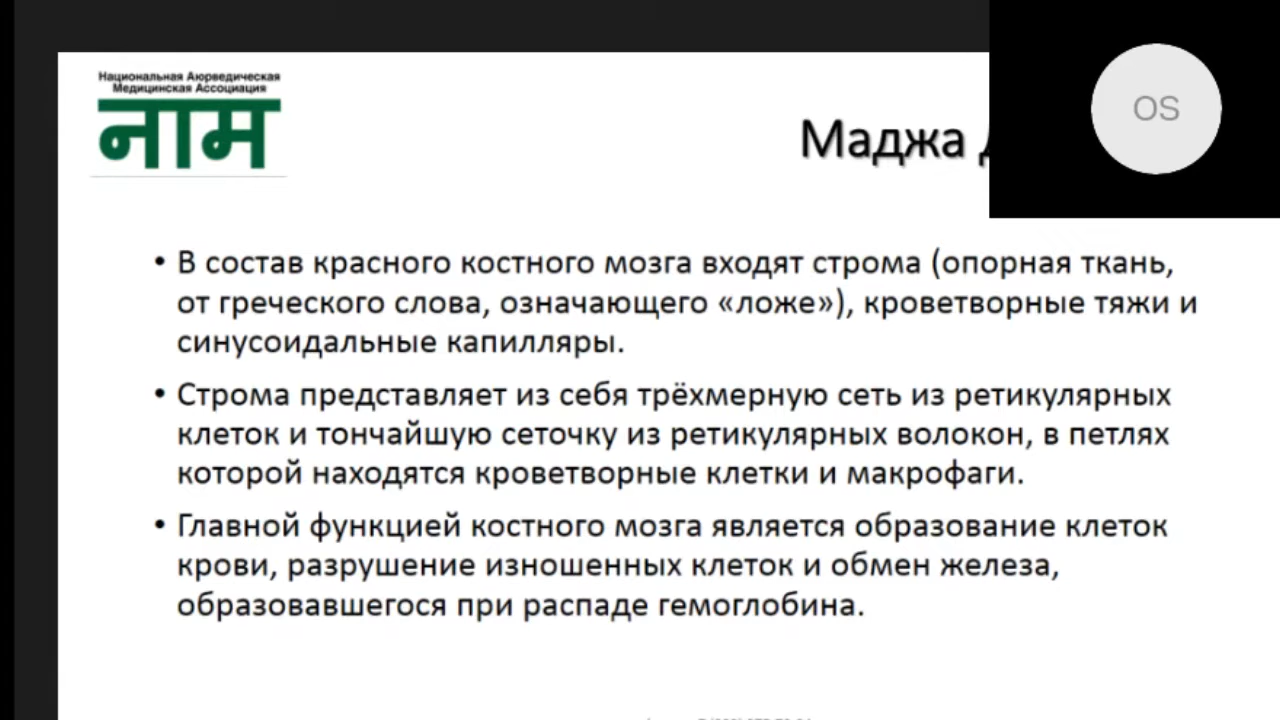 Национальная Аюрведическая
Медицинская Ассоциация
नाम
Маджа
OS
• В состав красного костного мозга входят строма (опорная ткань,
от греческого слова, означающего «ложе»), кроветворные тяжи и
синусоидальные капилляры.
• Строма представляет из себя трёхмерную сеть из ретикулярных
клеток и тончайшую сеточку из ретикулярных волокон, в петлях
которой находятся кроветворные клетки и макрофаги.
• Главной функцией костного мозга является образование клеток
крови, разрушение изношенных клеток и обмен железа,
образовавшегося при распаде гемоглобина.